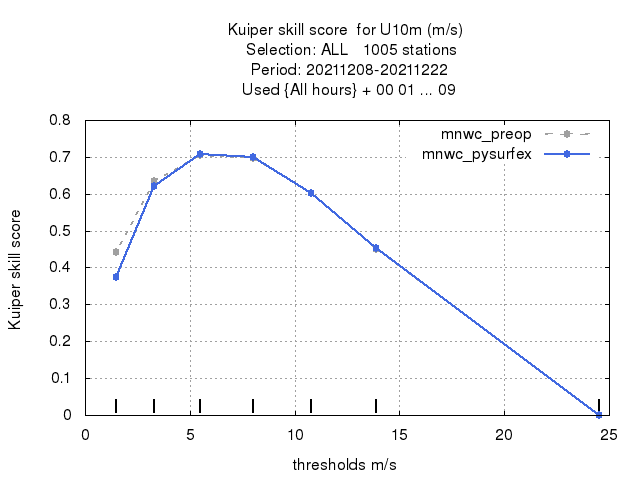 Kuiper skill score  for U10m (m/s)
Selection: ALL   1005 stations
Period: 20211208-20211222
Used {All hours} + 00 01 ... 09
mnwc_preop
mnwc_pysurfex
Kuiper skill score
0.8
0.7
0.6
0.5
0.4
0.3
0.2
0.1
0
0 5 10 15 20 25
thresholds m/s